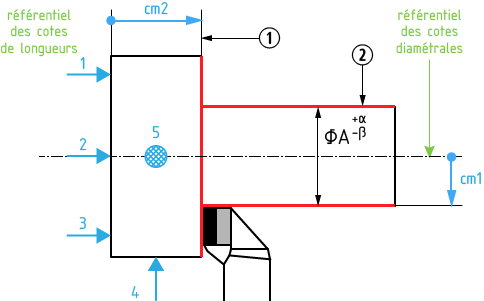 référentiel
des cotes
de longueurs
cm2
1
référentiel
des cotes
diamétrales
2
1
2
3
4
5
ΦA +α -β
cm1